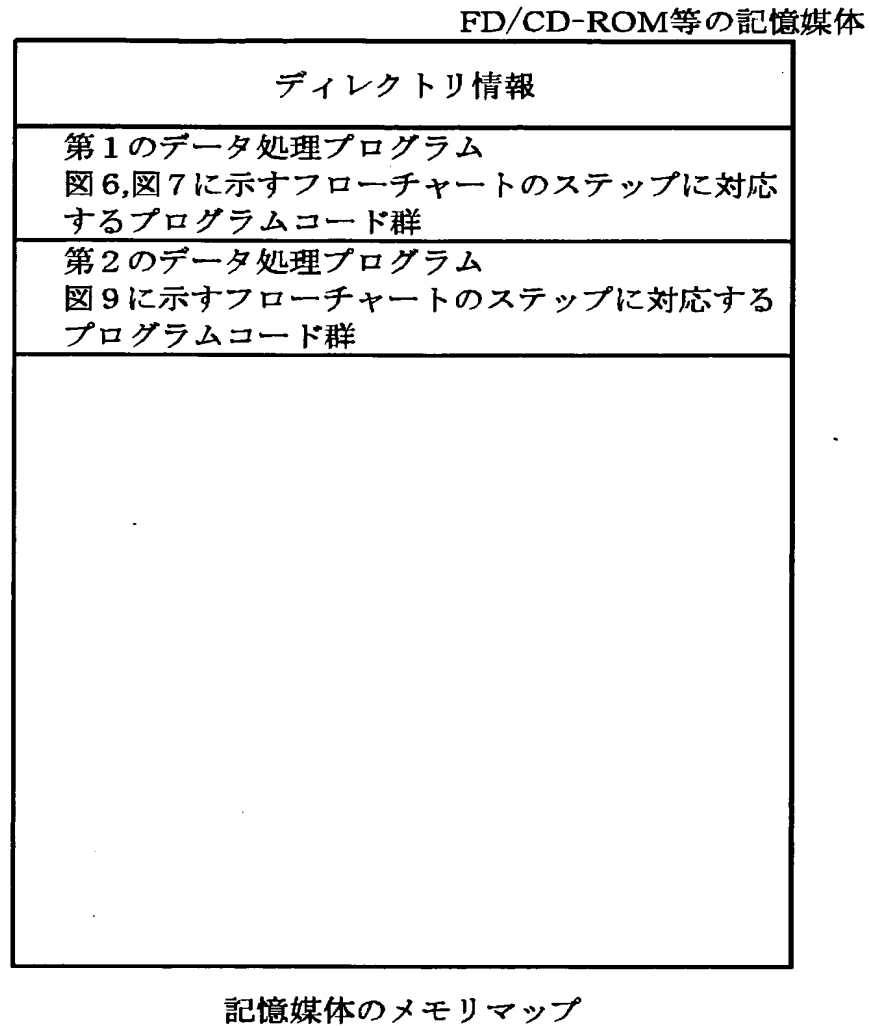 FD/CD-ROM等の記憶媒体
ディレクトリ情報
第1のデータ処理プログラム
図6,図7に示すフローチャートのステップに対応
するプログラムコード群
第2のデータ処理プログラム
図9に示すフローチャートのステップに対応する
プログラムコード群
記憶媒体のメモリマップ